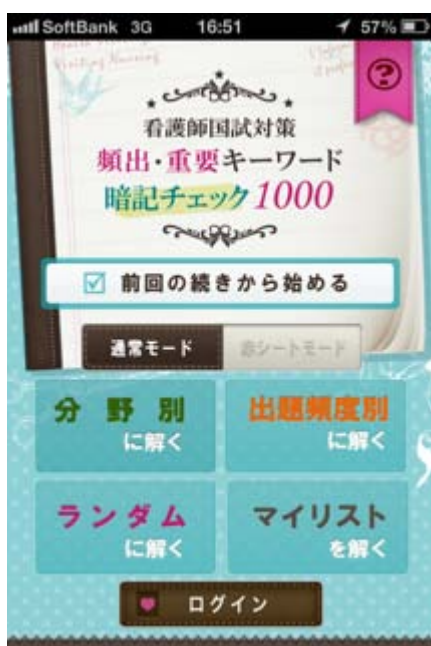 SoftBank 3G 16:51 57%
?
看護師国試対策
頻出・重要キーワード
暗記チェック1000
前回の続きから始める
通常モード 赤シートモード
分野別
に解く
出題頻度別
に解く
ランダム
に解く
マイリスト
を解く
ログイン